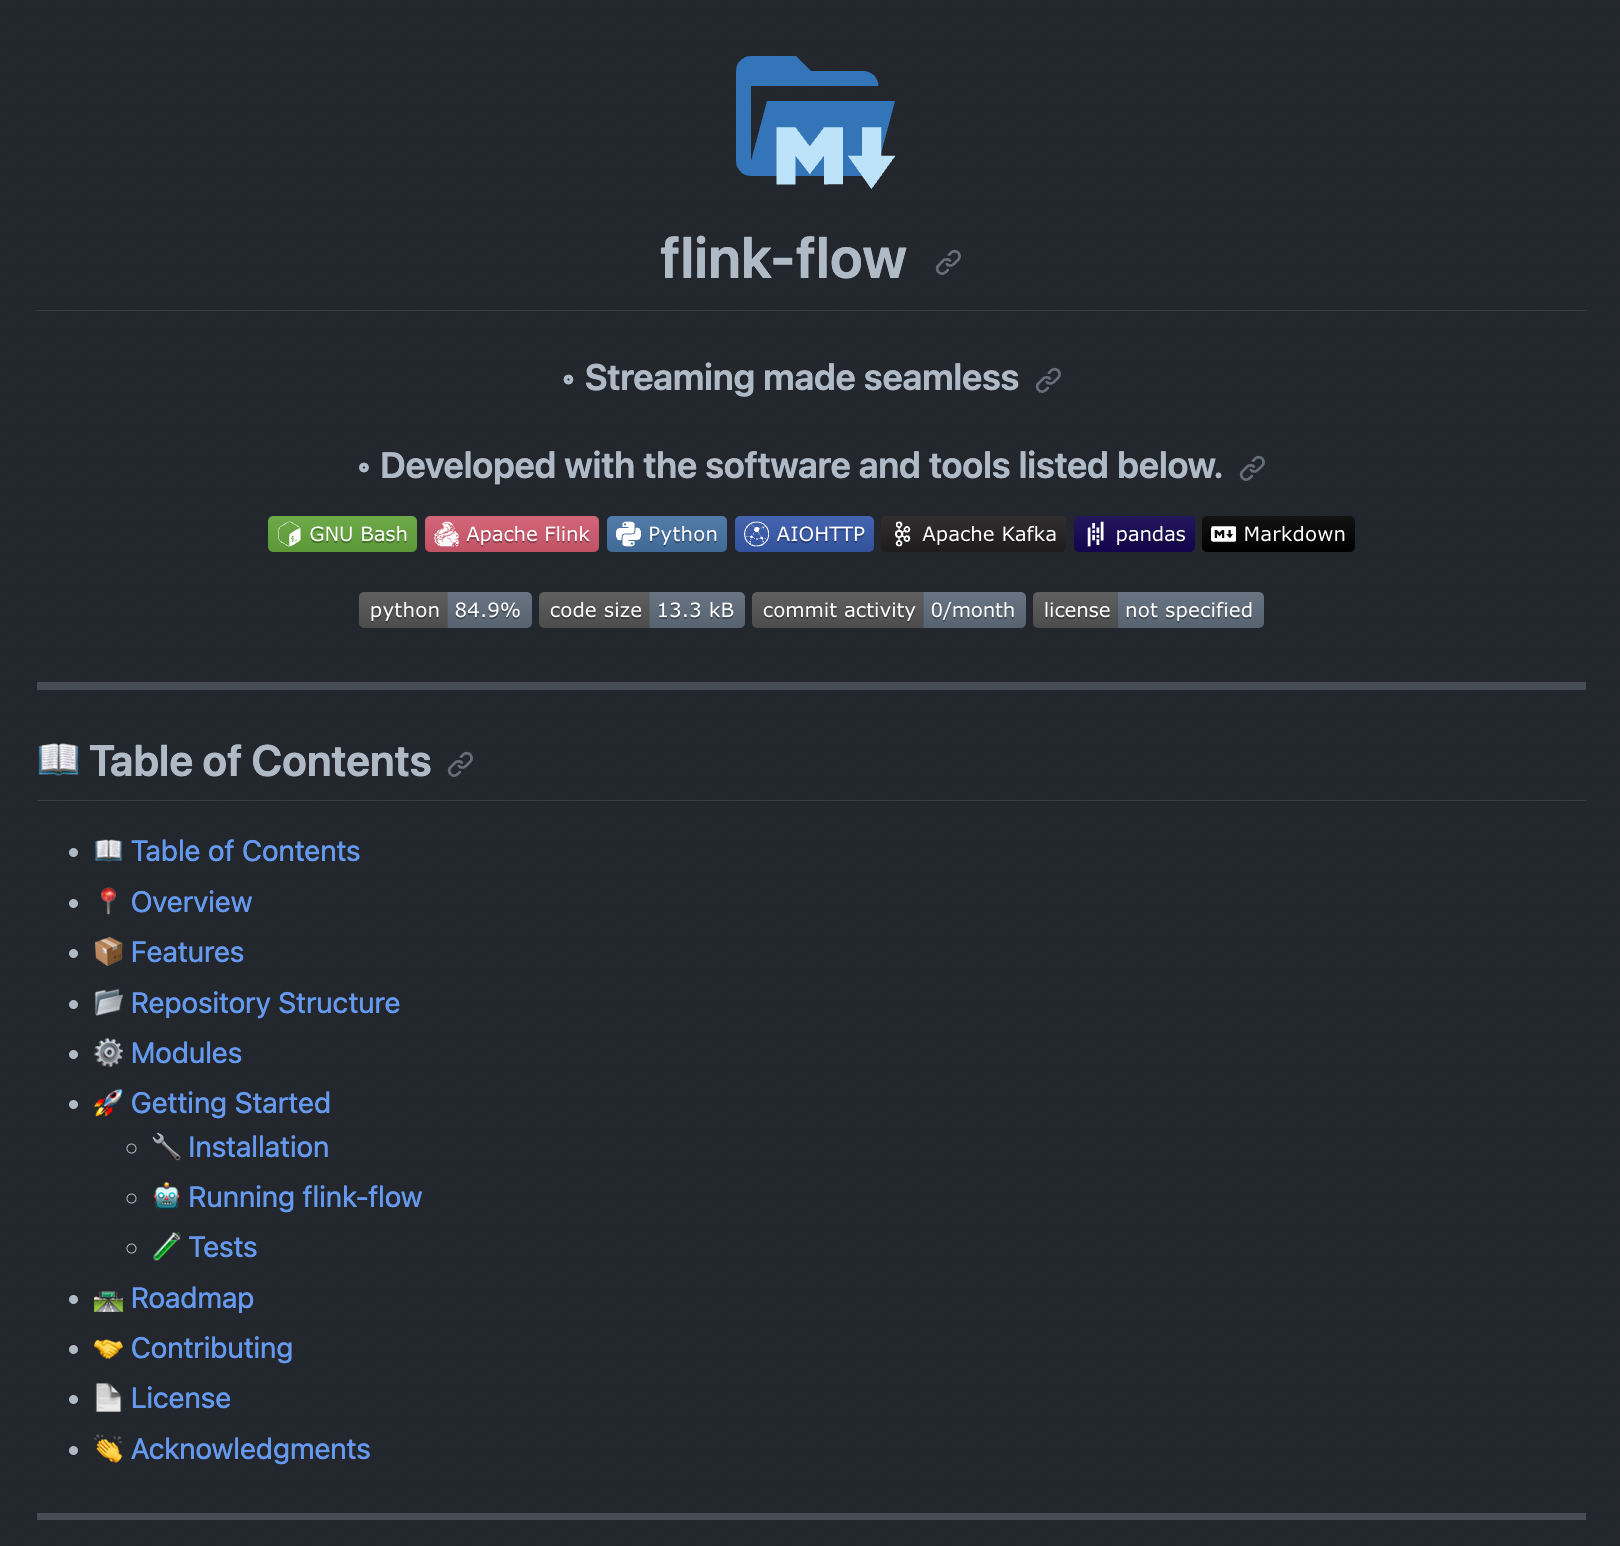 M
flink-flow
Streaming made seamless
Developed with the software and tools listed below.
GNU Bash Apache Flink Python AIOHTTP Apache Kafka pandas Markdown
python 84.9% code size 13.3 kB commit activity 0/month license not specified
Table of Contents
Table of Contents
Overview
Features
Repository Structure
Modules
Getting Started
Installation
Running flink-flow
Tests
Roadmap
Contributing
License
Acknowledgments